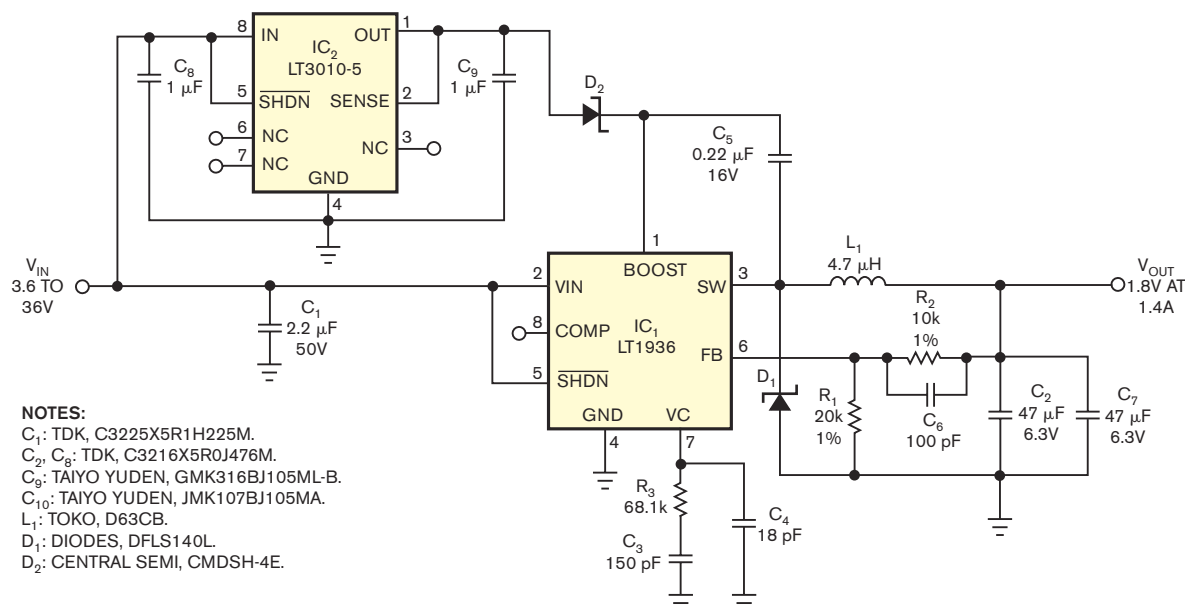 8
IN
OUT
1
IC2
LT3010-5
C8
1 µF
5
SHDN
SENSE
2
C9
1 µF
6
NC
7
NC
NC
3
GND
4
D2
C5
0.22 µF
16V
1
BOOST
VIN
3.6 TO
36V
C1
2.2 µF
50V
2
VIN
SW
3
8
COMP
IC1
LT1936
FB
6
5
SHDN
GND
VC
4
7
L1
4.7 µH
VOUT
1.8V AT
1.4A
R2
10k
1%
D1
R1
20k
1%
C6
100 pF
C2
47 µF
6.3V
C7
47 µF
6.3V
R3
68.1k
C3
150 pF
C4
18 pF
NOTES:
C1: TDK, C3225X5R1H225M.
C2, C8: TDK, C3216X5R0J476M.
C9: TAIYO YUDEN, GMK316BJ105ML-B.
C10: TAIYO YUDEN, JMK107BJ105MA.
L1: TOKO, D63CB.
D1: DIODES, DFLS140L.
D2: CENTRAL SEMI, CMDSH-4E.